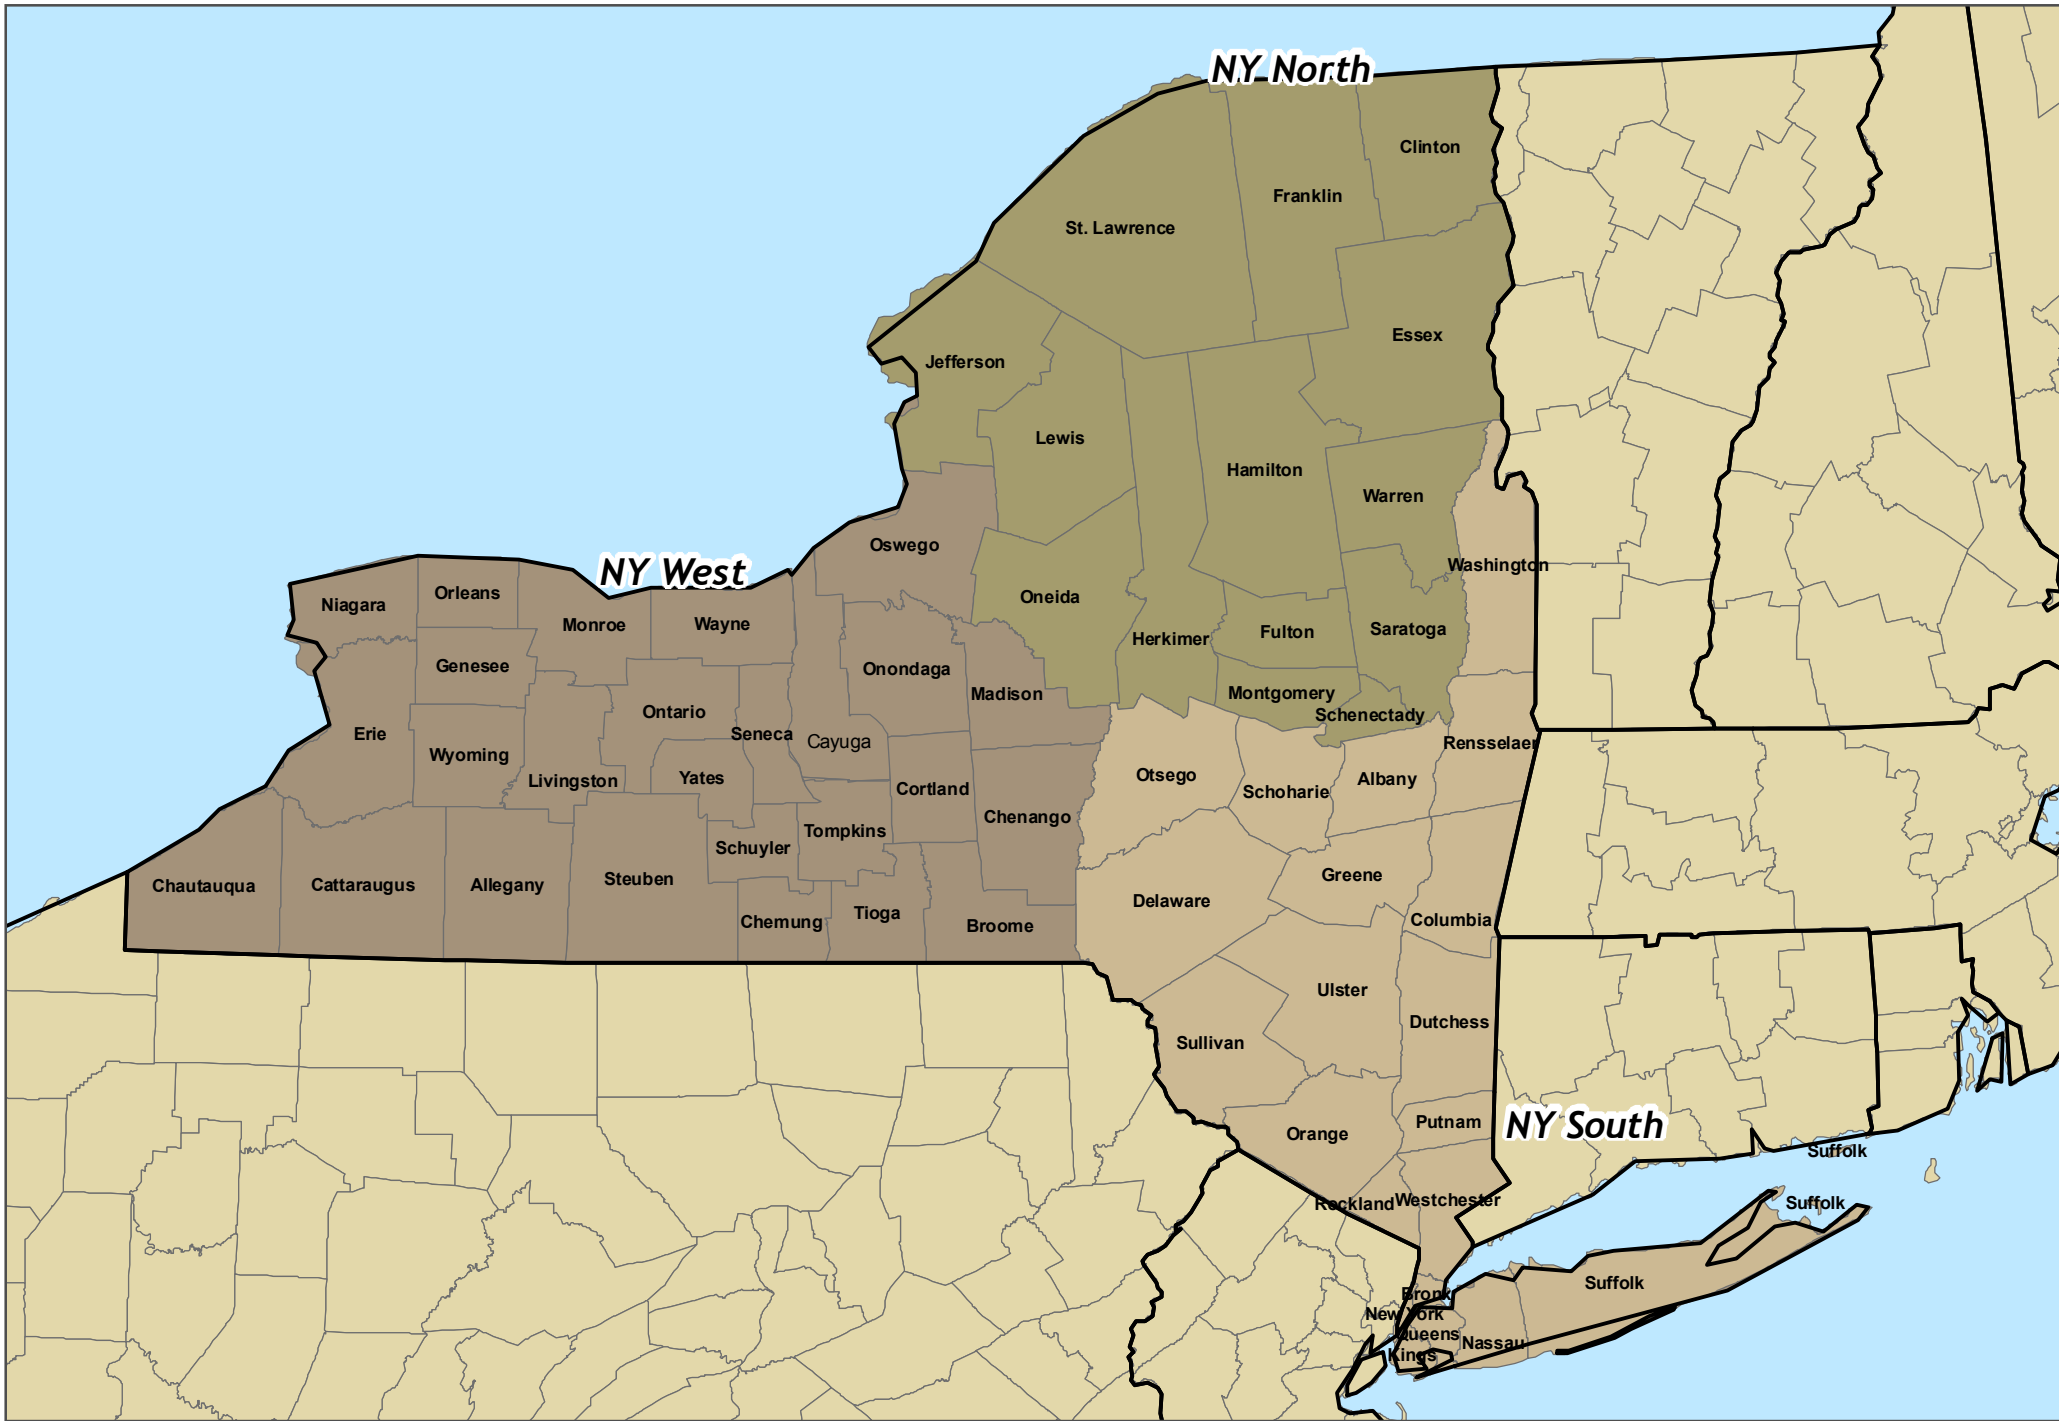 NY North
Clinton
Franklin
St. Lawrence
Essex
Jefferson
Lewis
Hamilton
Warren
Oswego
Washington
NY West
Niagara
Orleans
Monroe
Wayne
Oneida
Herkimer
Fulton
Saratoga
Genesee
Onondaga
Madison
Montgomery
Schenectady
Ontario
Seneca
Cayuga
Erie
Wyoming
Livingston
Yates
Cortland
Chenango
Otsego
Schoharie
Albany
Rensselaer
Tompkins
Schuyler
Chautauqua
Cattaraugus
Allegany
Steuben
Chemung
Tioga
Broome
Delaware
Greene
Columbia
Ulster
Dutchess
Sullivan
Orange
Putnam
NY South
Suffolk
Rockland
Westchester
Suffolk
Suffolk
Bronx
New York
Queens
Kings
Nassau